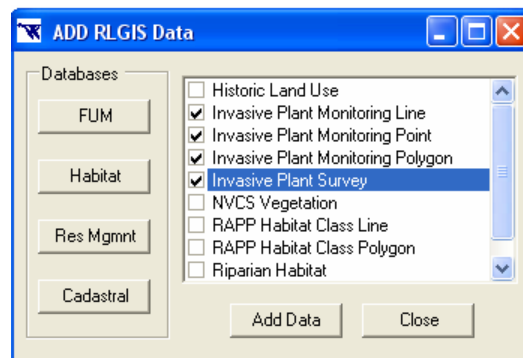 ADD RLGIS Data
Databases
FUM
Habitat
Res Mgmnt
Cadastral
Historic Land Use
Invasive Plant Monitoring Line
Invasive Plant Monitoring Point
Invasive Plant Monitoring Polygon
Invasive Plant Survey
NVCS Vegetation
RAPP Habitat Class Line
RAPP Habitat Class Polygon
Riparian Habitat
Add Data
Close